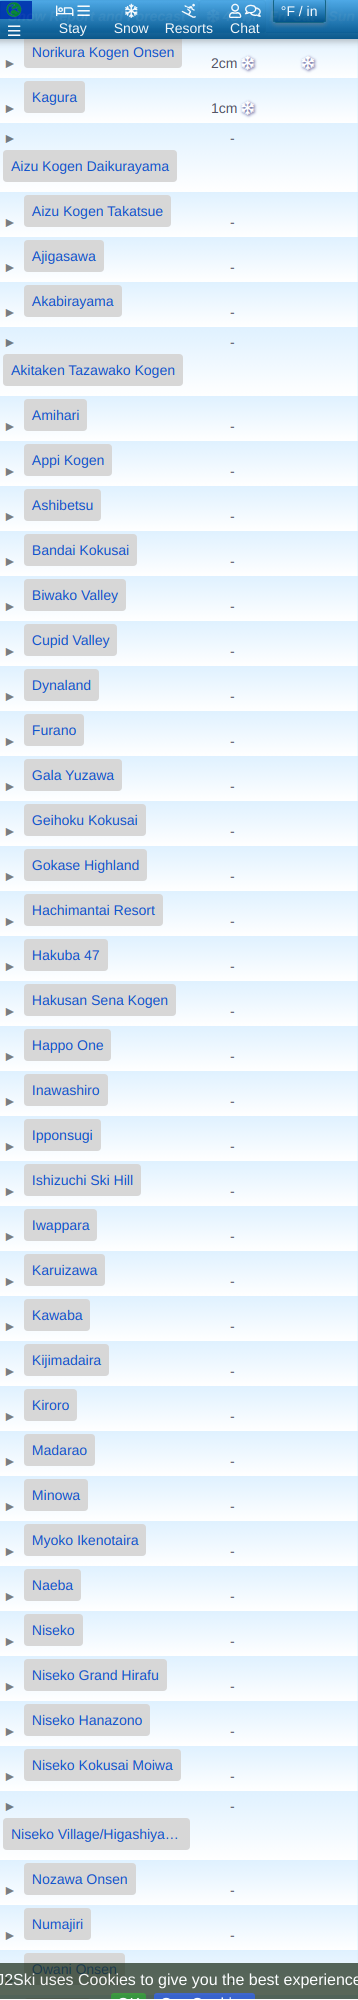 Stay Snow Resorts Chat °F / in
Norikura Kogen Onsen 2cm
Kagura 1cm
-
Aizu Kogen Daikurayama
Aizu Kogen Takatsue -
Ajigasawa -
Akabirayama -
-
Akitaken Tazawako Kogen
Amihari -
Appi Kogen -
Ashibetsu -
Bandai Kokusai -
Biwako Valley -
Cupid Valley -
Dynaland -
Furano -
Gala Yuzawa -
Geihoku Kokusai -
Gokase Highland -
Hachimantai Resort -
Hakuba 47 -
Hakusan Sena Kogen -
Happo One -
Inawashiro -
Ipponsugi -
Ishizuchi Ski Hill -
Iwappara -
Karuizawa -
Kawaba -
Kijimadaira -
Kiroro -
Madarao -
Minowa -
Myoko Ikenotaira -
Naeba -
Niseko -
Niseko Grand Hirafu -
Niseko Hanazono -
Niseko Kokusai Moiwa -
-
Niseko Village/Higashiya…
Nozawa Onsen -
Numajiri -
Owani Onsen
J2Ski uses Cookies to give you the best experience